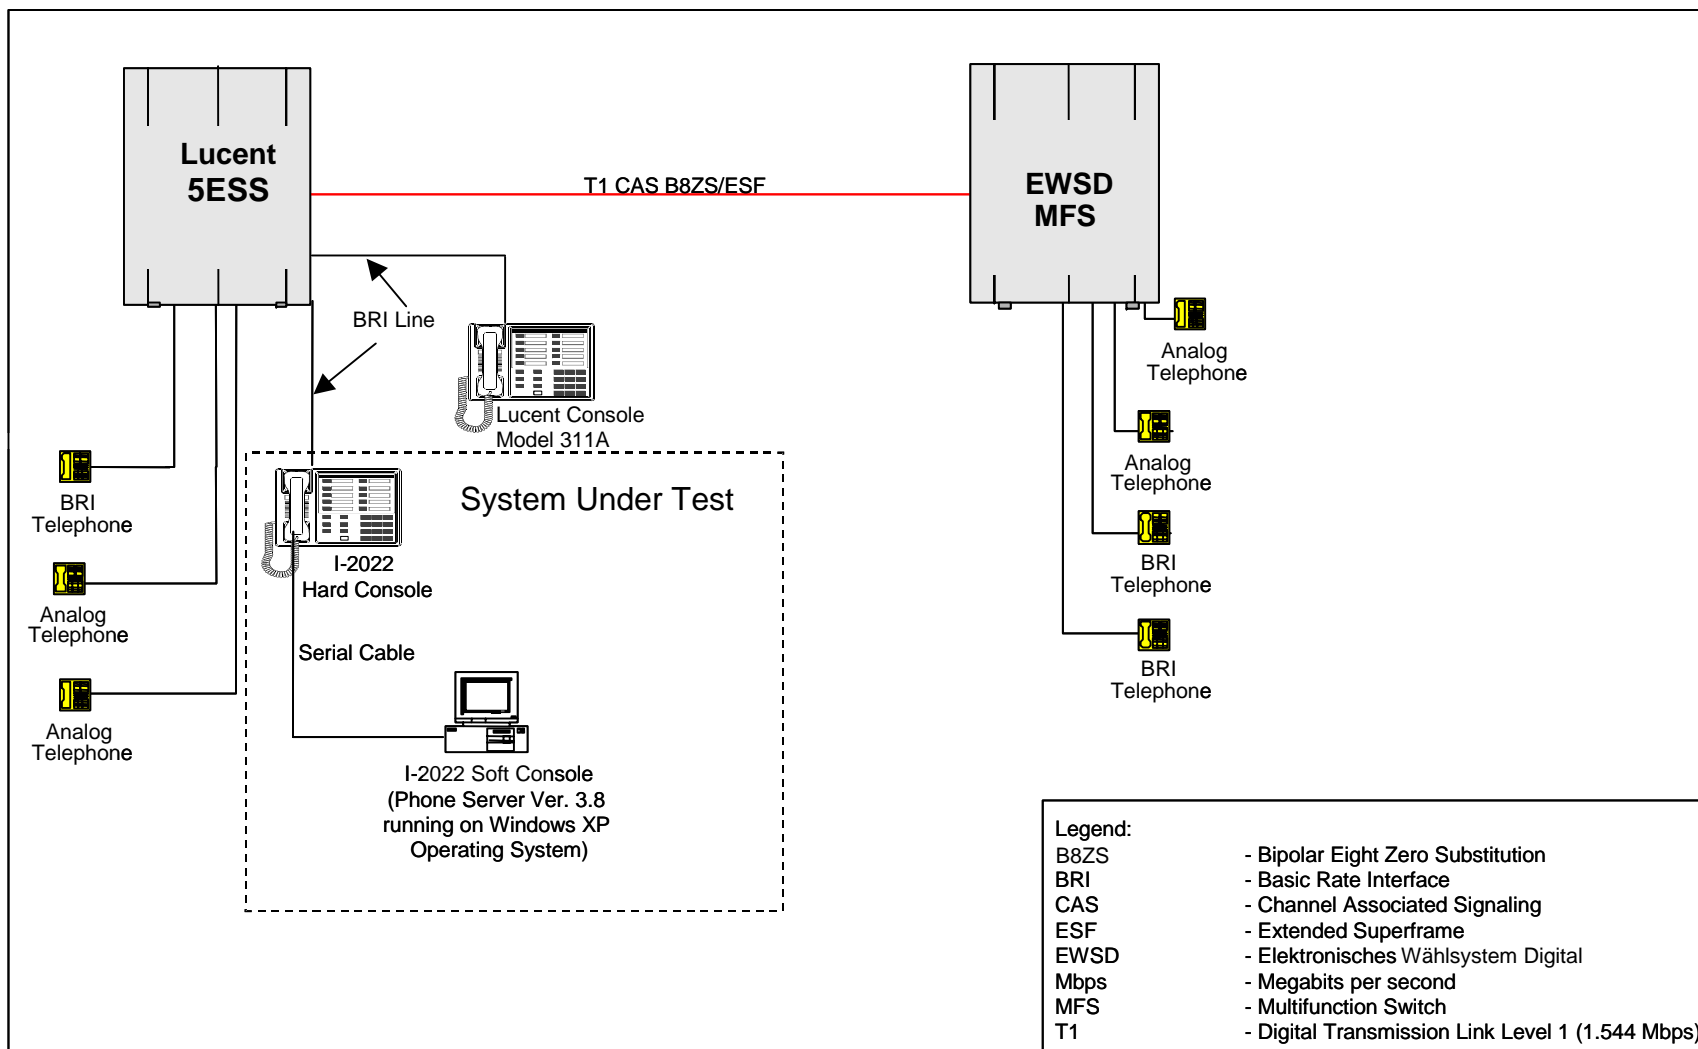 Lucent
5ESS
T1 CAS B8ZS/ESF
EWSD
MFS
BRI Line
Lucent Console
Model 311A
Analog
Telephone
Analog
Telephone
BRI
Telephone
BRI
Telephone
BRI
Telephone
Analog
Telephone
Analog
Telephone
System Under Test
I-2022
Hard Console
Serial Cable
I-2022 Soft Console
(Phone Server Ver. 3.8
running on Windows XP
Operating System)
Legend:
B8ZS - Bipolar Eight Zero Substitution
BRI - Basic Rate Interface
CAS - Channel Associated Signaling
ESF - Extended Superframe
EWSD - Elektronisches Wählsystem Digital
Mbps - Megabits per second
MFS - Multifunction Switch
T1 - Digital Transmission Link Level 1 (1.544 Mbps)